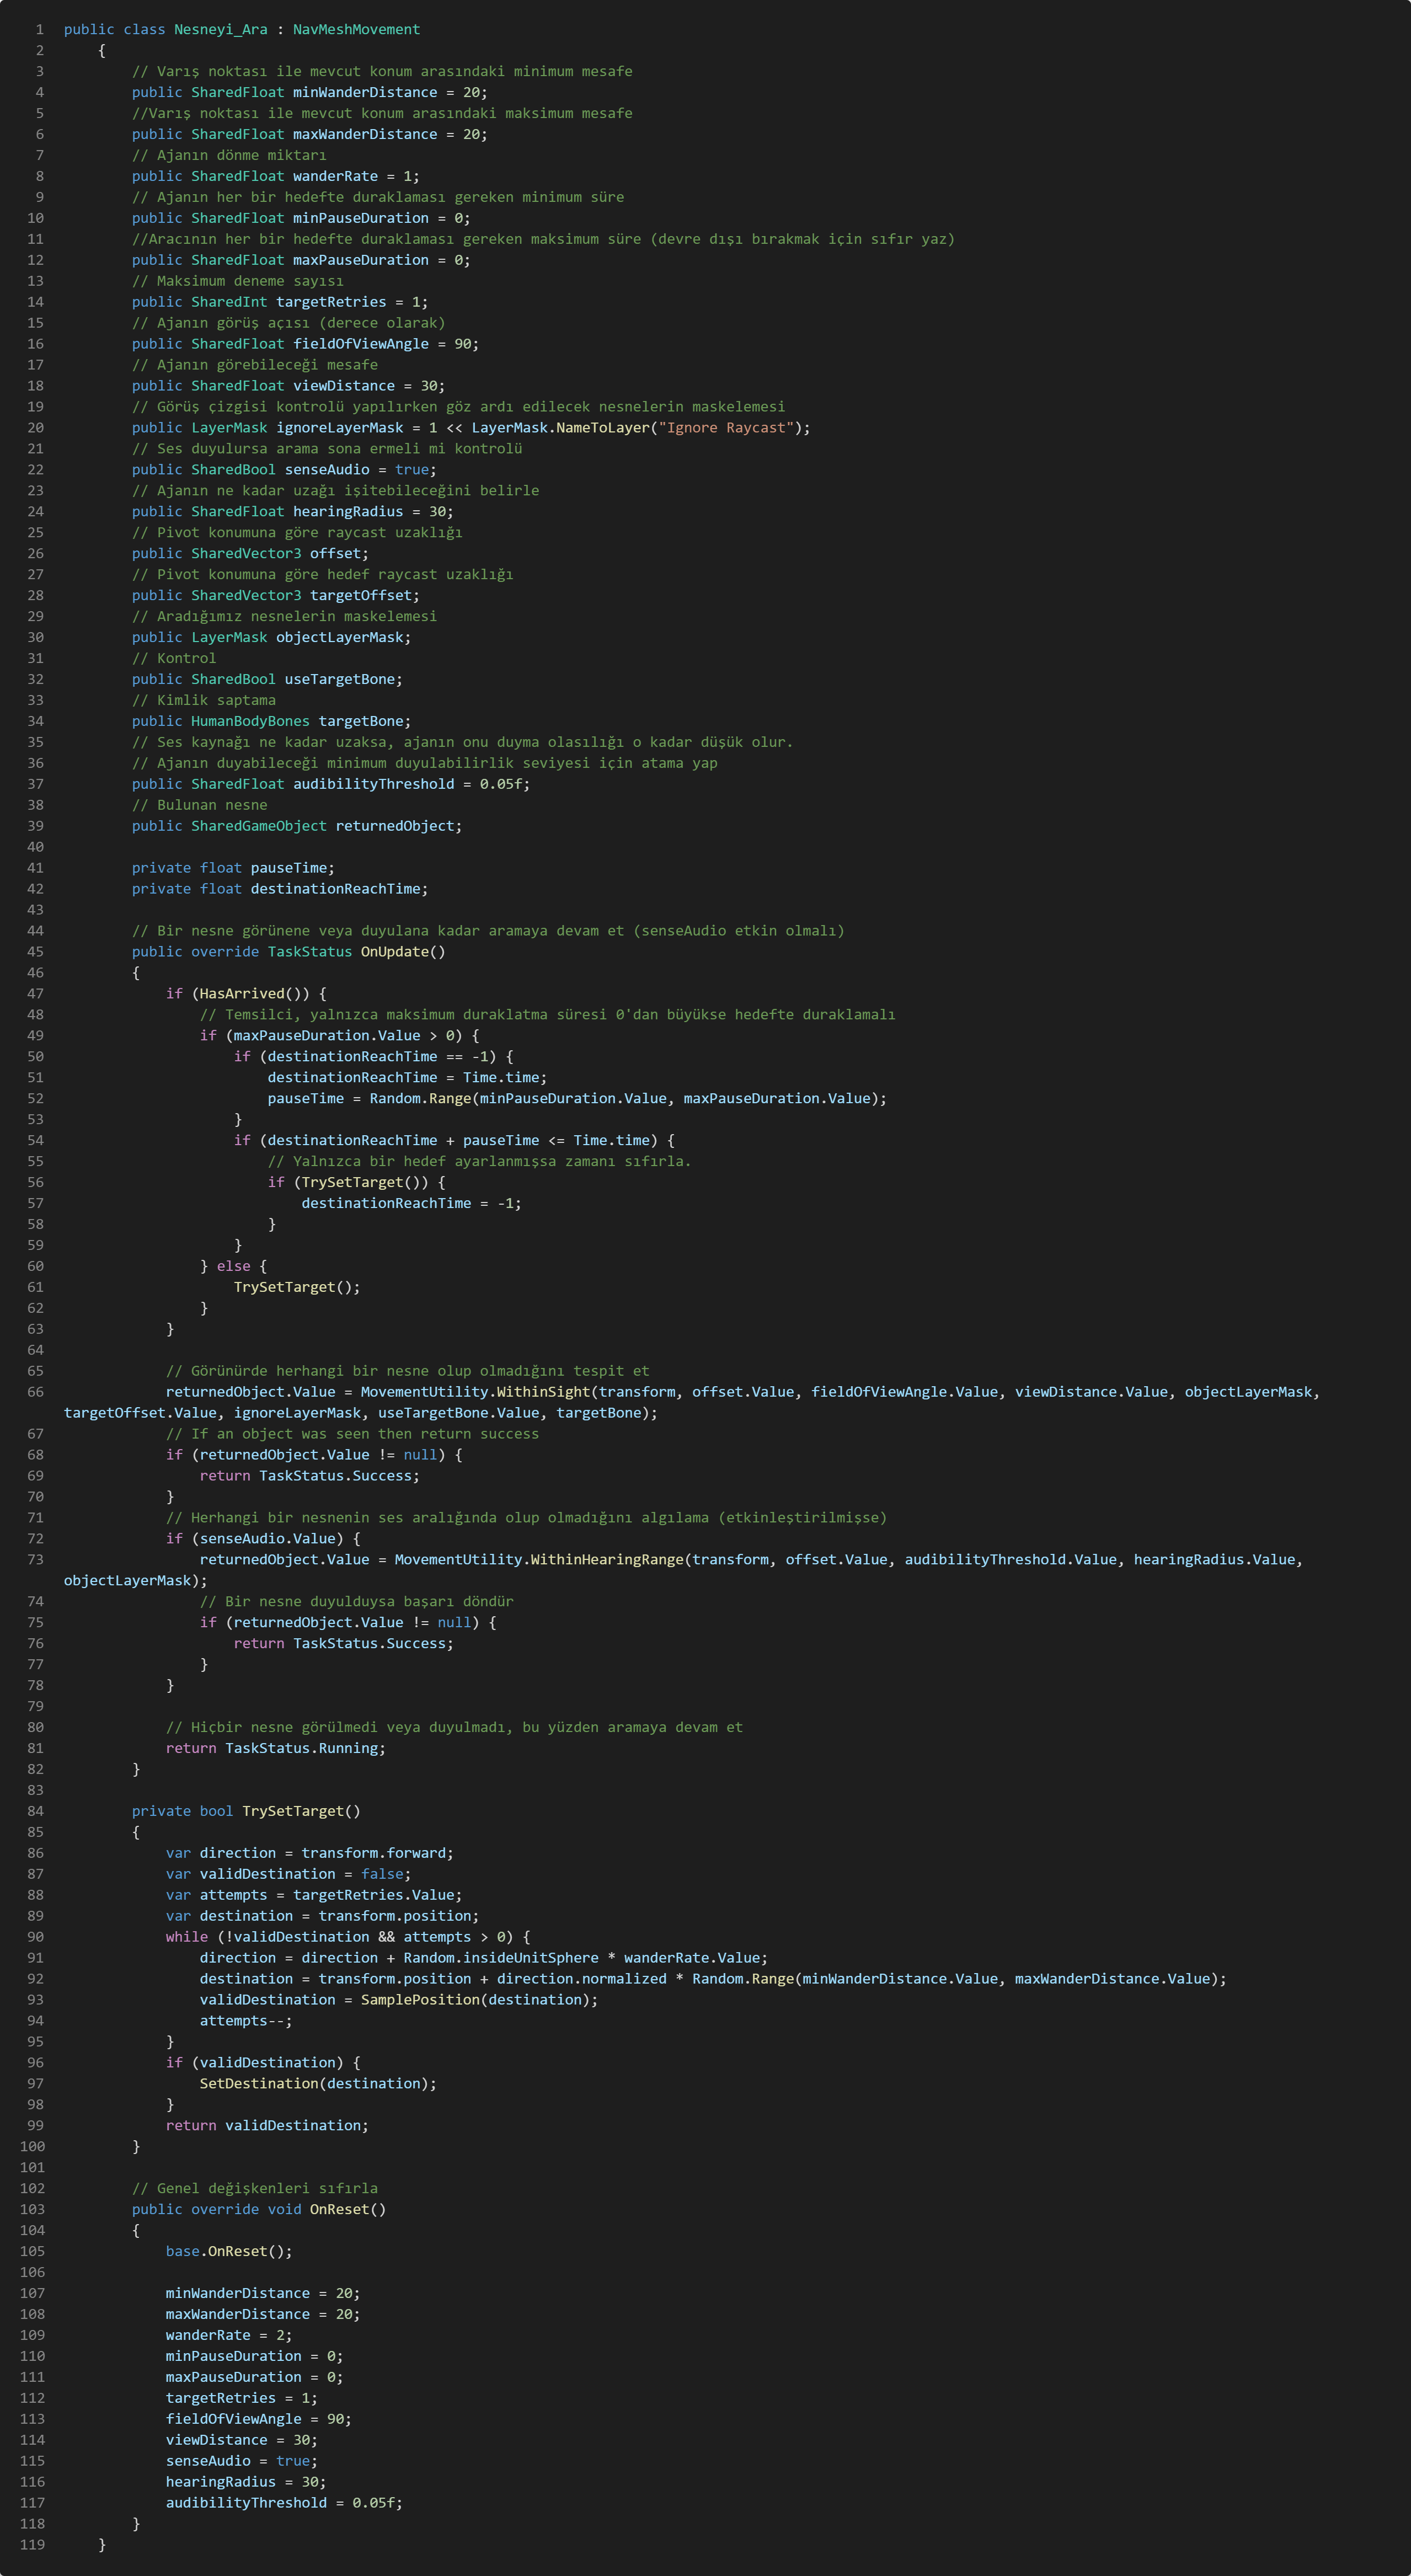 1 public class Nesneyi_Ara : NavMeshMovement
2     {
3         // Varış noktası ile mevcut konum arasındaki minimum mesafe
4         public SharedFloat minWanderDistance = 20;
5         //Varış noktası ile mevcut konum arasındaki maksimum mesafe
6         public SharedFloat maxWanderDistance = 20;
7         // Ajanın dönme miktarı
8         public SharedFloat wanderRate = 1;
9         // Ajanın her bir hedefte duraklaması gereken minimum süre
10         public SharedFloat minPauseDuration = 0;
11         //Aracının her bir hedefte duraklaması gereken maksimum süre (devre dışı bırakmak için sıfır yaz)
12         public SharedFloat maxPauseDuration = 0;
13         // Maksimum deneme sayısı
14         public SharedInt targetRetries = 1;
15         // Ajanın görüş açısı (derece olarak)
16         public SharedFloat fieldOfViewAngle = 90;
17         // Ajanın görebileceği mesafe
18         public SharedFloat viewDistance = 30;
19         // Görüş çizgisi kontrolü yapılırken göz ardı edilecek nesnelerin maskelemesi
20         public LayerMask ignoreLayerMask = 1 << LayerMask.NameToLayer("Ignore Raycast");
21         // Ses duyulursa arama sona ermeli mi kontrolü
22         public SharedBool senseAudio = true;
23         // Ajanın ne kadar uzağı işitebileceğini belirle
24         public SharedFloat hearingRadius = 30;
25         // Pivot konumuna göre raycast uzaklığı
26         public SharedVector3 offset;
27         // Pivot konumuna göre hedef raycast uzaklığı
28         public SharedVector3 targetOffset;
29         // Aradığımız nesnelerin maskelemesi
30         public LayerMask objectLayerMask;
31         // Kontrol
32         public SharedBool useTargetBone;
33         // Kimlik saptama
34         public HumanBodyBones targetBone;
35         // Ses kaynağı ne kadar uzaksa, ajanın onu duyma olasılığı o kadar düşük olur.
36         // Ajanın duyabileceği minimum duyulabilirlik seviyesi için atama yap
37         public SharedFloat audibilityThreshold = 0.05f;
38         // Bulunan nesne
39         public SharedGameObject returnedObject;
40
41         private float pauseTime;
42         private float destinationReachTime;
43
44         // Bir nesne görünene veya duyulana kadar aramaya devam et (senseAudio etkin olmalı)
45         public override TaskStatus OnUpdate()
46         {
47             if (HasArrived()) {
48                 // Temsilci, yalnızca maksimum duraklatma süresi 0'dan büyükse hedefte duraklamalı
49                 if (maxPauseDuration.Value > 0) {
50                     if (destinationReachTime == -1) {
51                         destinationReachTime = Time.time;
52                         pauseTime = Random.Range(minPauseDuration.Value, maxPauseDuration.Value);
53                     }
54                     if (destinationReachTime + pauseTime <= Time.time) {
55                         // Yalnızca bir hedef ayarlanmışsa zamanı sıfırla.
56                         if (TrySetTarget()) {
57                             destinationReachTime = -1;
58                         }
59                     }
60                 } else {
61                     TrySetTarget();
62                 }
63             }
64
65             // Görünürde herhangi bir nesne olup olmadığını tespit et
66             returnedObject.Value = MovementUtility.WithinSight(transform, offset.Value, fieldOfViewAngle.Value, viewDistance.Value, objectLayerMask,
targetOffset.Value, ignoreLayerMask, useTargetBone.Value, targetBone);
67             // If an object was seen then return success
68             if (returnedObject.Value != null) {
69                 return TaskStatus.Success;
70             }
71             // Herhangi bir nesnenin ses aralığında olup olmadığını algılama (etkinleştirilmişse)
72             if (senseAudio.Value) {
73                 returnedObject.Value = MovementUtility.WithinHearingRange(transform, offset.Value, audibilityThreshold.Value, hearingRadius.Value,
objectLayerMask);
74                 // Bir nesne duyulduysa başarı döndür
75                 if (returnedObject.Value != null) {
76                     return TaskStatus.Success;
77                 }
78             }
79
80             // Hiçbir nesne görülmedi veya duyulmadı, bu yüzden aramaya devam et
81             return TaskStatus.Running;
82         }
83
84         private bool TrySetTarget()
85         {
86             var direction = transform.forward;
87             var validDestination = false;
88             var attempts = targetRetries.Value;
89             var destination = transform.position;
90             while (!validDestination && attempts > 0) {
91                 direction = direction + Random.insideUnitSphere * wanderRate.Value;
92                 destination = transform.position + direction.normalized * Random.Range(minWanderDistance.Value, maxWanderDistance.Value);
93                 validDestination = SamplePosition(destination);
94                 attempts--;
95             }
96             if (validDestination) {
97                 SetDestination(destination);
98             }
99             return validDestination;
100         }
101
102         // Genel değişkenleri sıfırla
103         public override void OnReset()
104         {
105             base.OnReset();
106
107             minWanderDistance = 20;
108             maxWanderDistance = 20;
109             wanderRate = 2;
110             minPauseDuration = 0;
111             maxPauseDuration = 0;
112             targetRetries = 1;
113             fieldOfViewAngle = 90;
114             viewDistance = 30;
115             senseAudio = true;
116             hearingRadius = 30;
117             audibilityThreshold = 0.05f;
118         }
119     }